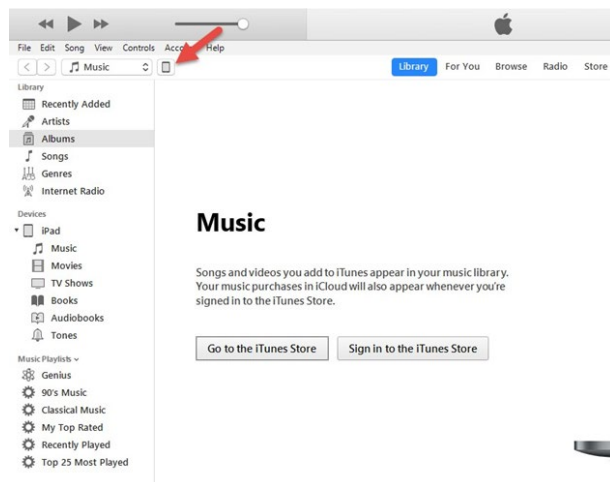 File Edit Song View Controls Help
Music
Library For You Browse Radio Store
Library
Recently Added
Artists
Albums
Songs
Genres
Internet Radio
Devices
iPad
Music
Movies
TV Shows
Books
Audiobooks
Tones
Music Playlists
Genius
90's Music
Classical Music
My Top Rated
Recently Played
Top 25 Most Played
Music
Songs and videos you add to iTunes appear in your music library.
Your music purchases in iCloud will also appear whenever you're
signed in to the iTunes Store.
Go to the iTunes Store Sign in to the iTunes Store